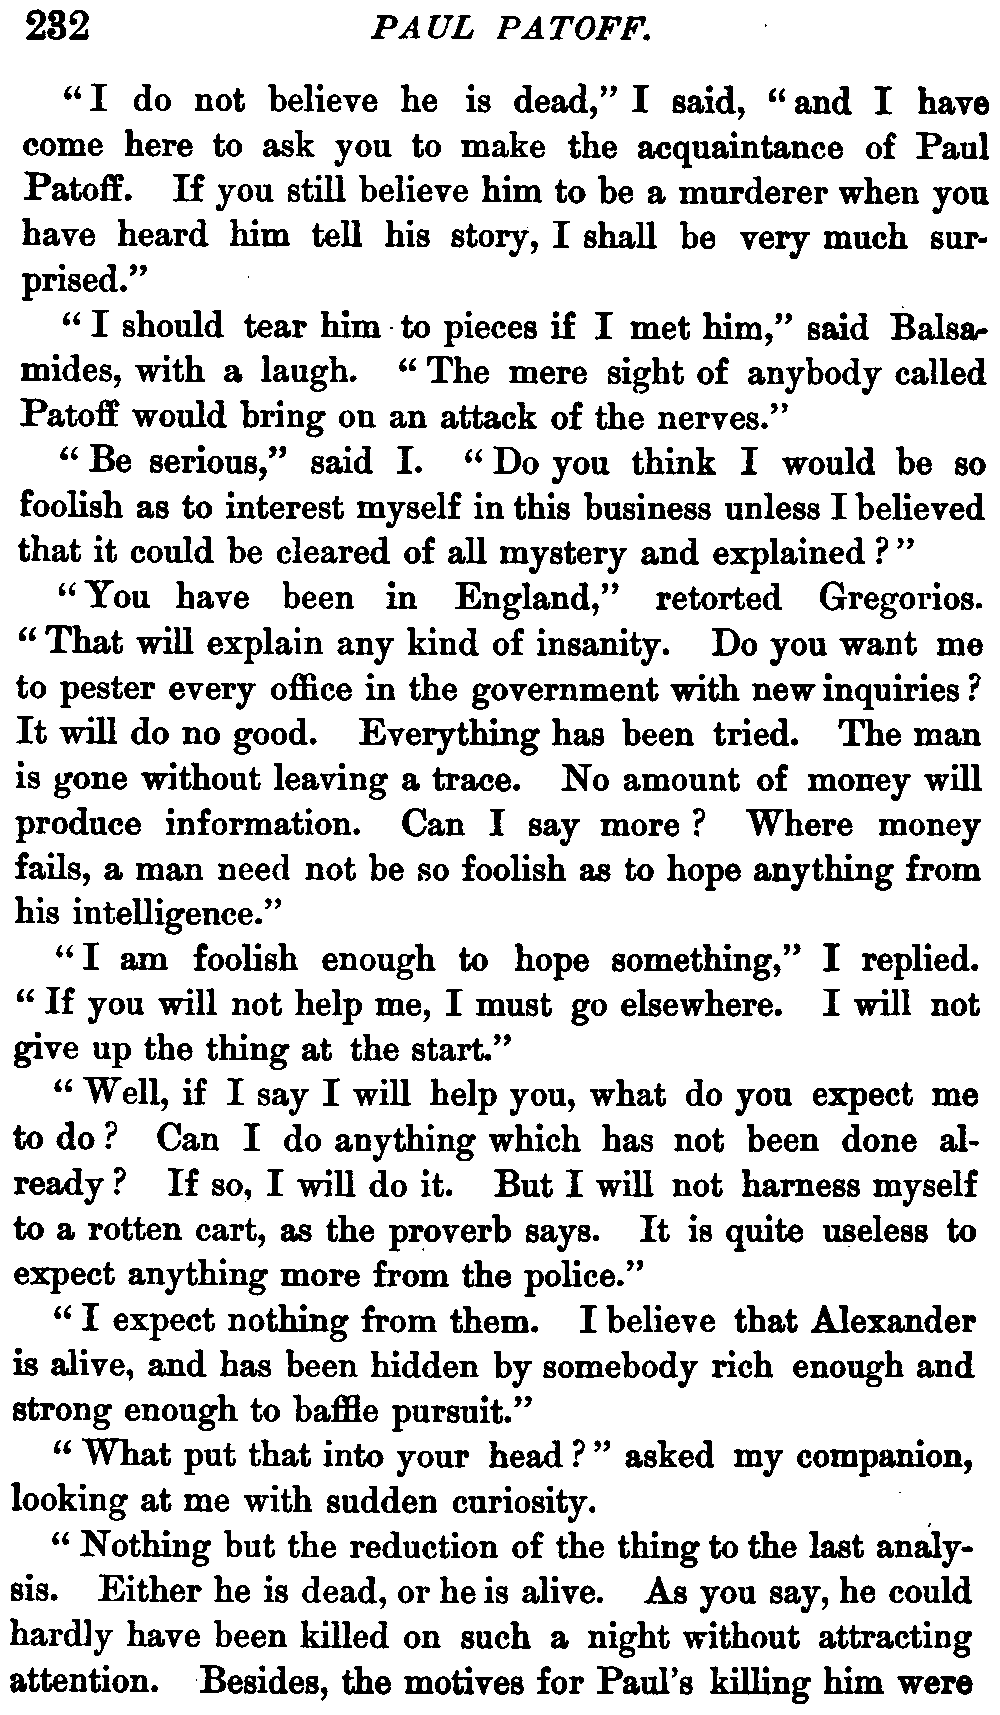 232 PAUL PATOFF.
“I do not believe he is dead,” I said, “and I have
come here to ask you to make the acquaintance of Paul
Patoff. If you still believe him to be a murderer when you
have heard him tell his story, I shall be very much sur-
prised.”
“I should tear him to pieces if I met him,” said Balsa-
mides, with a laugh. “The mere sight of anybody called
Patoff would bring on an attack of the nerves.”
“Be serious,” said I. “Do you think I would be so
foolish as to interest myself in this business unless I believed
that it could be cleared of all mystery and explained?”
“You have been in England,” retorted Gregorios.
“That will explain any kind of insanity. Do you want me
to pester every office in the government with new inquiries?
It will do no good. Everything has been tried. The man
is gone without leaving a trace. No amount of money will
produce information. Can I say more? Where money
fails, a man need not be so foolish as to hope anything from
his intelligence.”
“I am foolish enough to hope something,” I replied.
“If you will not help me, I must go elsewhere. I will not
give up the thing at the start.”
“Well, if I say I will help you, what do you expect me
to do? Can I do anything which has not been done al-
ready? If so, I will do it. But I will not harness myself
to a rotten cart, as the proverb says. It is quite useless to
expect anything more from the police.”
“I expect nothing from them. I believe that Alexander
is alive, and has been hidden by somebody rich enough and
strong enough to baffle pursuit.”
“What put that into your head?” asked my companion,
looking at me with sudden curiosity.
“Nothing but the reduction of the thing to the last analy-
sis. Either he is dead, or he is alive. As you say, he could
hardly have been killed on such a night without attracting
attention. Besides, the motives for Paul’s killing him were